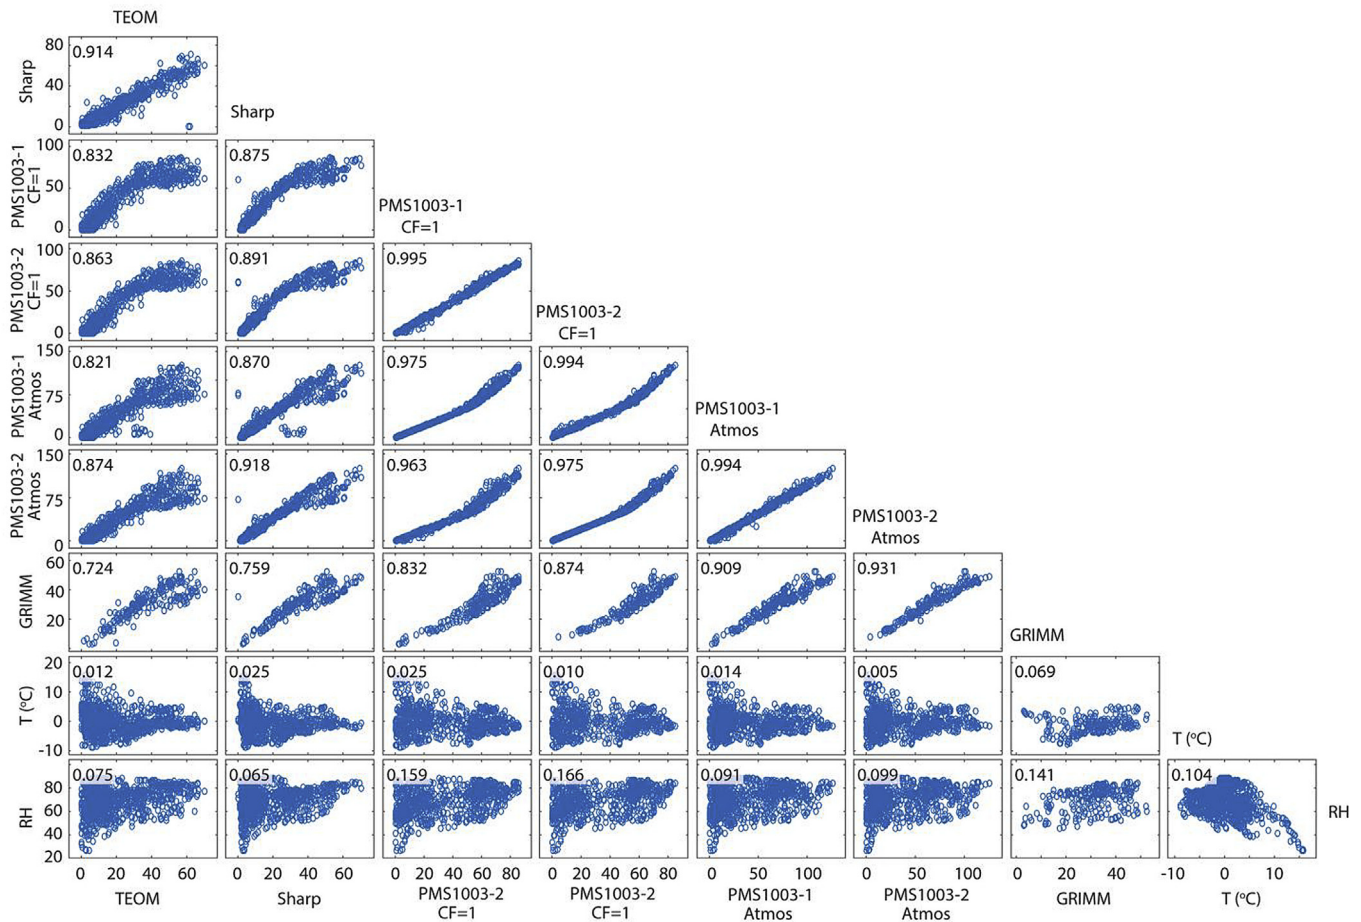 TEOM
80
40
0
Sharp
0.914
Sharp
100
50
0
PMS1003-1
CF=1
0.832
0.875
PMS1003-1
CF=1
100
50
0
PMS1003-2
CF=1
0.863
0.891
0.995
PMS1003-2
CF=1
150
75
0
PMS1003-1
Atmos
0.821
0.870
0.975
0.994
PMS1003-1
Atmos
150
75
0
PMS1003-2
Atmos
0.874
0.918
0.963
0.975
0.994
PMS1003-2
Atmos
60
40
20
GRIMM
0.724
0.759
0.832
0.874
0.909
0.931
GRIMM
20
10
0
-10
T (ºC)
0.012
0.025
0.025
0.010
0.014
0.005
0.069
T (ºC)
80
60
40
20
RH
0.075
0.065
0.159
0.166
0.091
0.099
0.141
0.104
RH
0 20 40 60
0 20 40 60
0 20 40 60 80
0 20 40 60 80
0 50 100
0 50 100
0 20 40
-10 0 10
TEOM
Sharp
PMS1003-2
CF=1
PMS1003-2
CF=1
PMS1003-1
Atmos
PMS1003-2
Atmos
GRIMM
T (ºC)